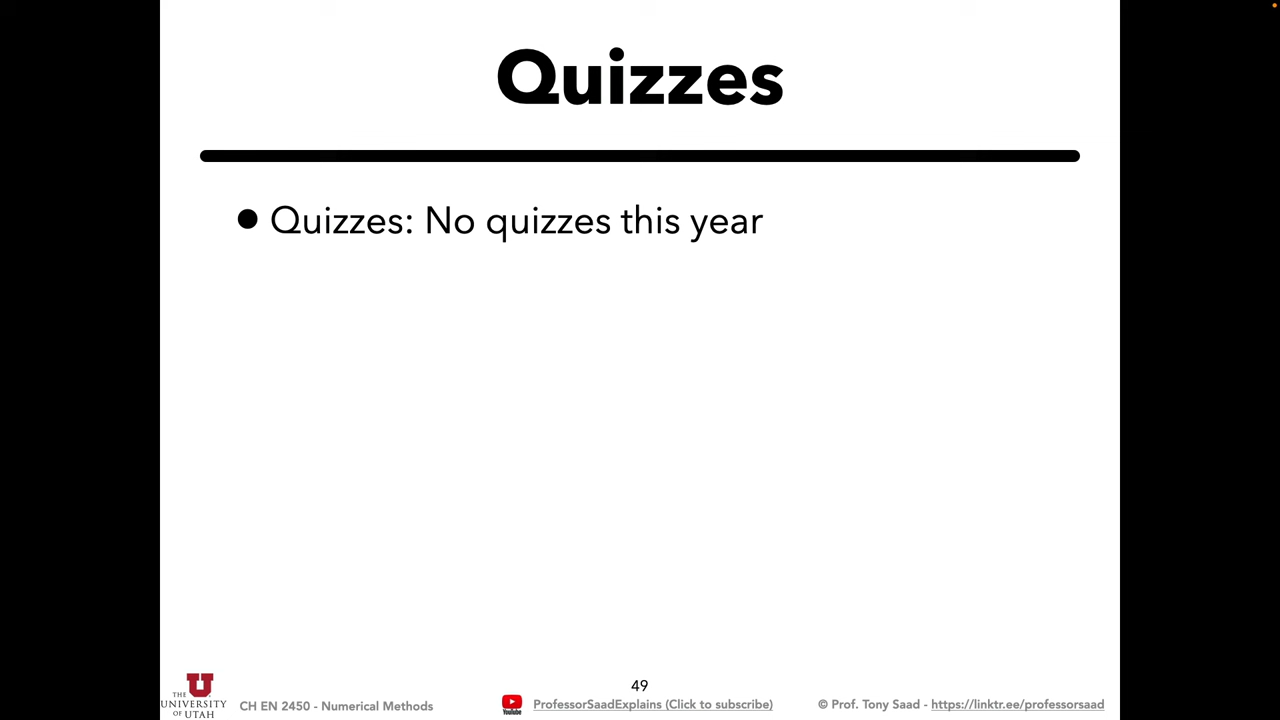 Quizzes
● Quizzes: No quizzes this year
49
THE
UNIVERSITY
OF UTAH
CH EN 2450 - Numerical Methods
YouTube
ProfessorSaadExplains (Click to subscribe)
© Prof. Tony Saad - https://linktr.ee/professorsaad